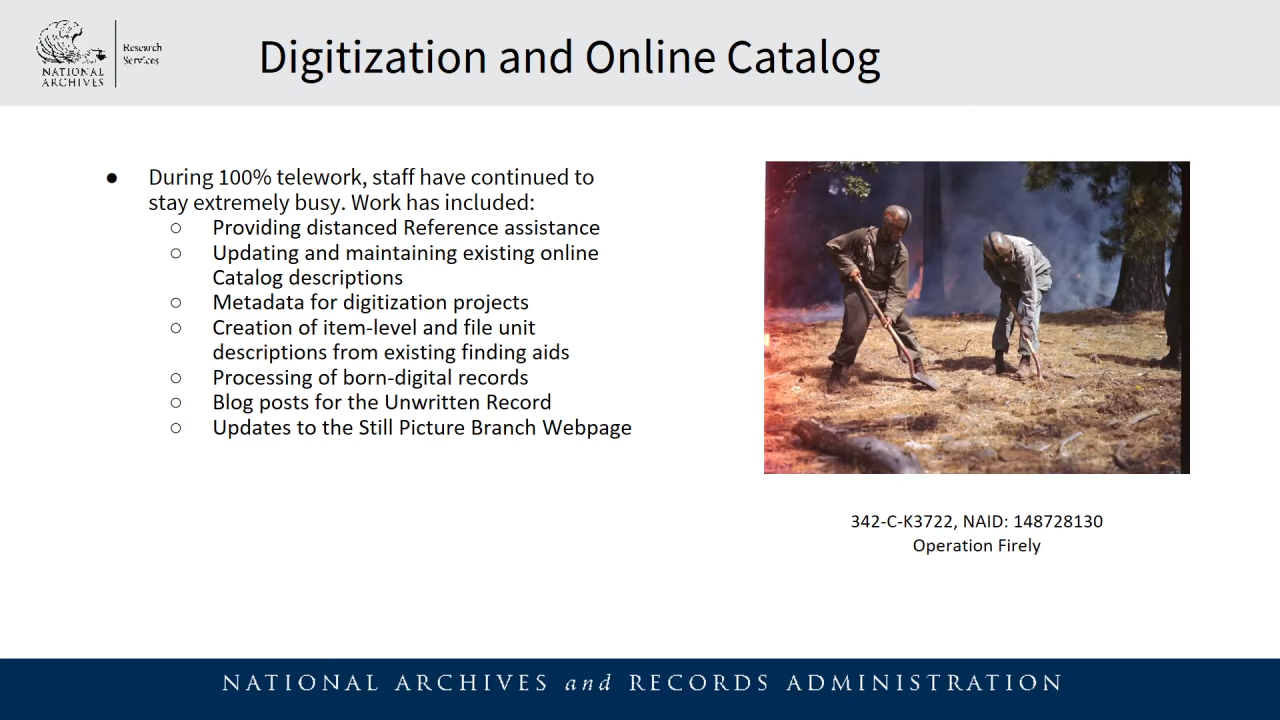 NATIONAL
ARCHIVES
Research
Services
Digitization and Online Catalog
● During 100% telework, staff have continued to
stay extremely busy. Work has included:
○ Providing distanced Reference assistance
○ Updating and maintaining existing online
Catalog descriptions
○ Metadata for digitization projects
○ Creation of item-level and file unit
descriptions from existing finding aids
○ Processing of born-digital records
○ Blog posts for the Unwritten Record
○ Updates to the Still Picture Branch Webpage
342-C-K3722, NAID: 148728130
Operation Firely
NATIONAL ARCHIVES and RECORDS ADMINISTRATION